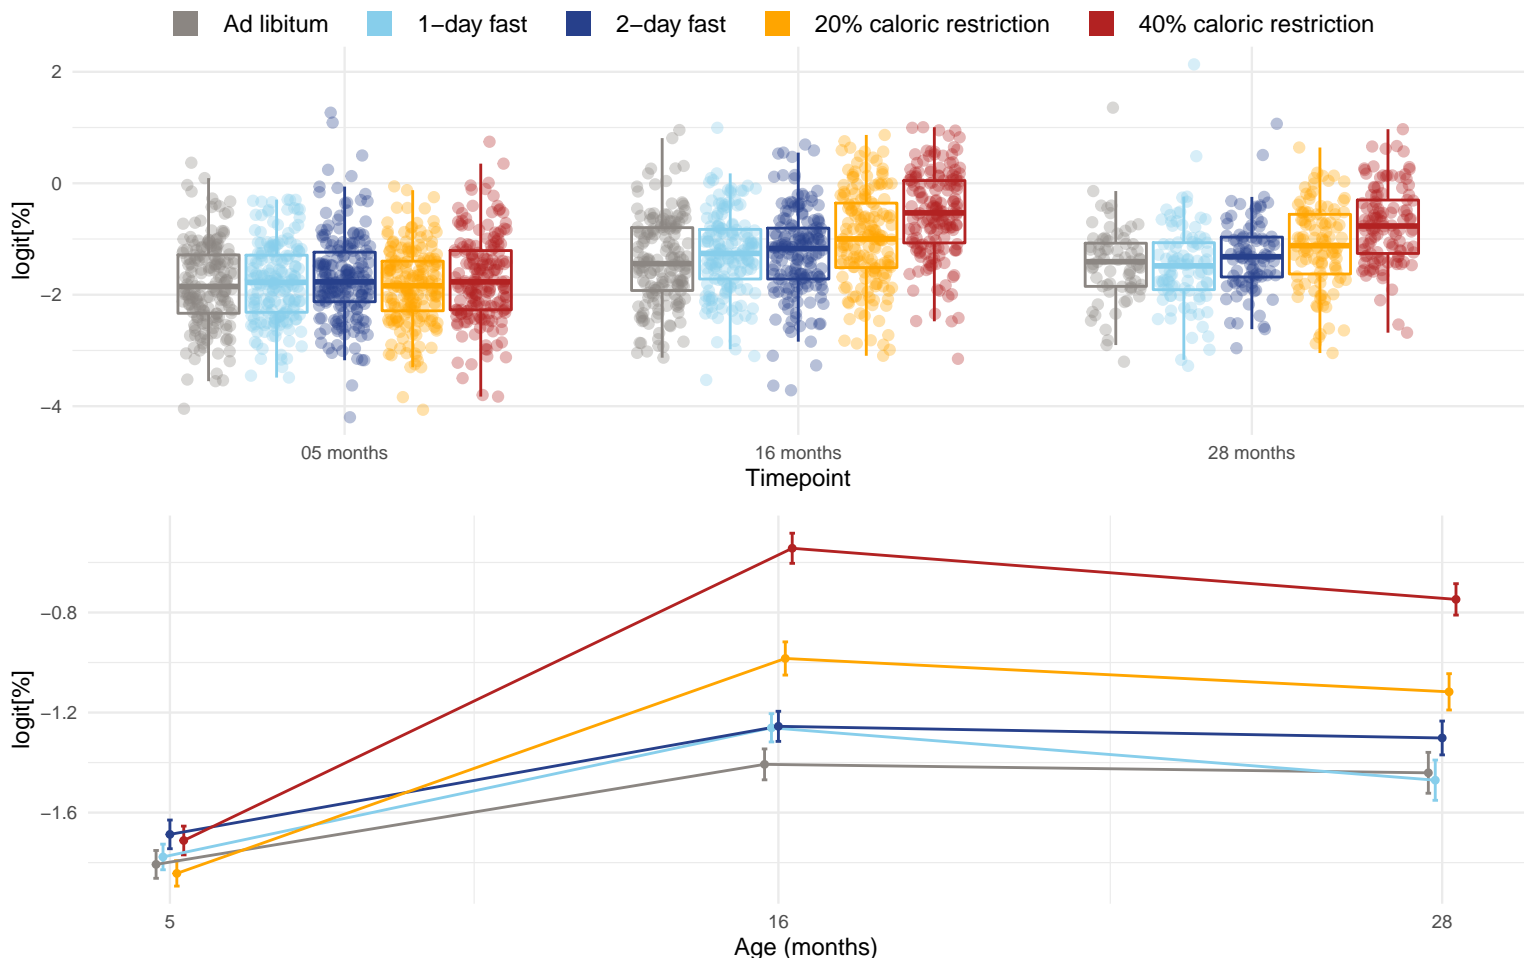 Ad libitum 1−day fast 2−day fast 20% caloric restriction 40% caloric restriction
2
0
−2
−4
logit[%]
05 months 16 months 28 months
Timepoint
−0.8
−1.2
−1.6
logit[%]
5 16 28
Age (months)